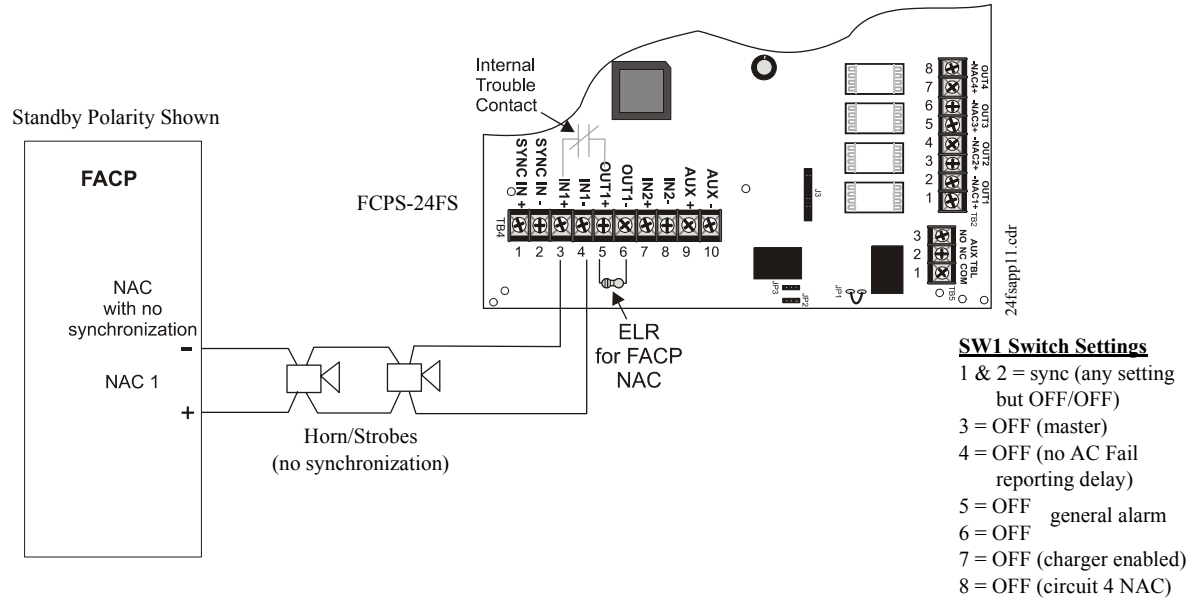 Standby Polarity Shown
FACP
NAC
with no
synchronization
-
NAC 1
+
Horn/Strobes
(no synchronization)
FCPS-24FS
Internal
Trouble
Contact
SYNC IN +
SYNC IN -
IN1+
IN1-
OUT1+
OUT1-
IN2+
IN2-
AUX +
AUX -
TB4
1 2 3 4 5 6 7 8 9 10
ELR
for FACP
NAC
J3
JP3
JP2
JP1
8
7
6
5
4
3
2
1
OUT4
-NAC4+
OUT3
-NAC3+
OUT2
-NAC2+
OUT1
-NAC1+
TB2
3
2
1
AUX TBL
NO NC COM
TB5
24fsapp11.cdr
SW1 Switch Settings
1 & 2 = sync (any setting
but OFF/OFF)
3 = OFF (master)
4 = OFF (no AC Fail
reporting delay)
5 = OFF
general alarm
6 = OFF
7 = OFF (charger enabled)
8 = OFF (circuit 4 NAC)